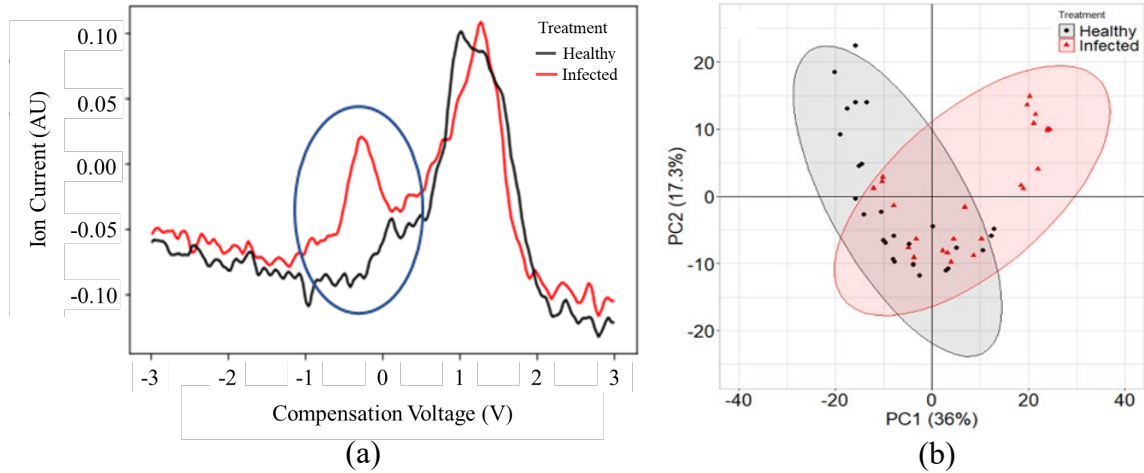 Treatment
Healthy
Infected
Ion Current (AU)
0.10
0.05
0.00
-0.05
-0.10
-3 -2 -1 0 1 2 3
Compensation Voltage (V)
(a)
Treatment
Healthy
Infected
PC2 (17.3%)
20
10
0
-10
-20
-40 -20 0 20 40
PC1 (36%)
(b)